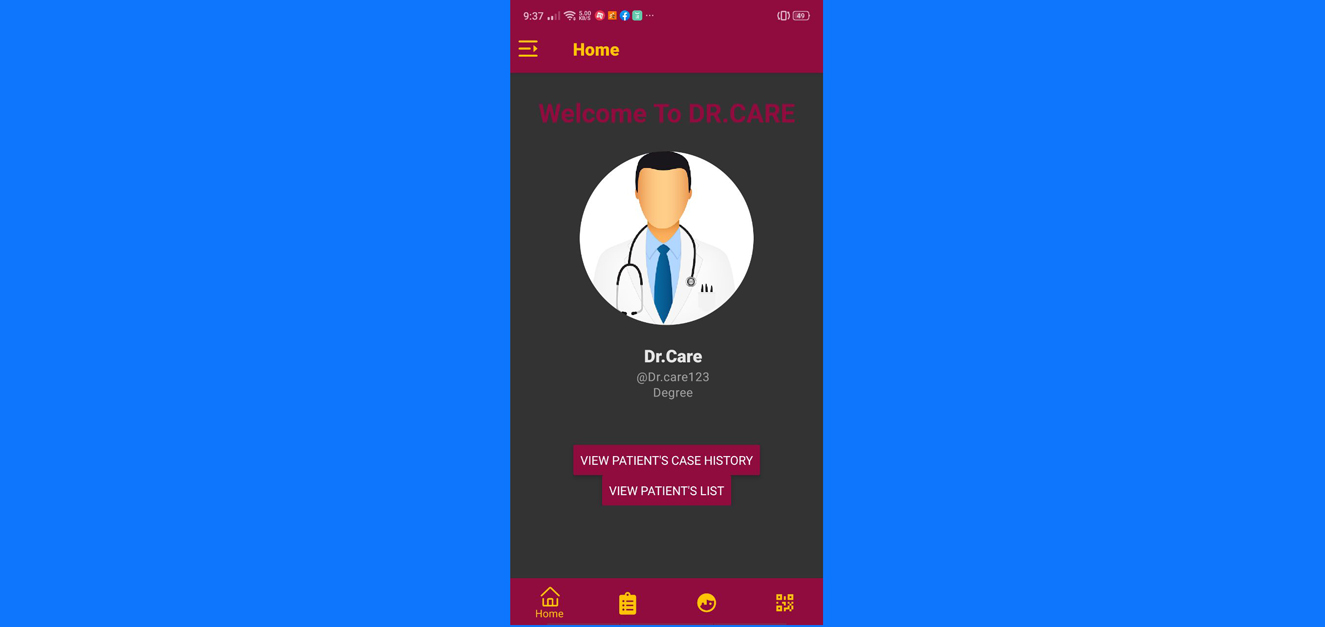 9:37 5.00 KB/S ... 49
Home
Welcome To DR.CARE
Dr.Care
@Dr.care123
Degree
VIEW PATIENT'S CASE HISTORY
VIEW PATIENT'S LIST
Home